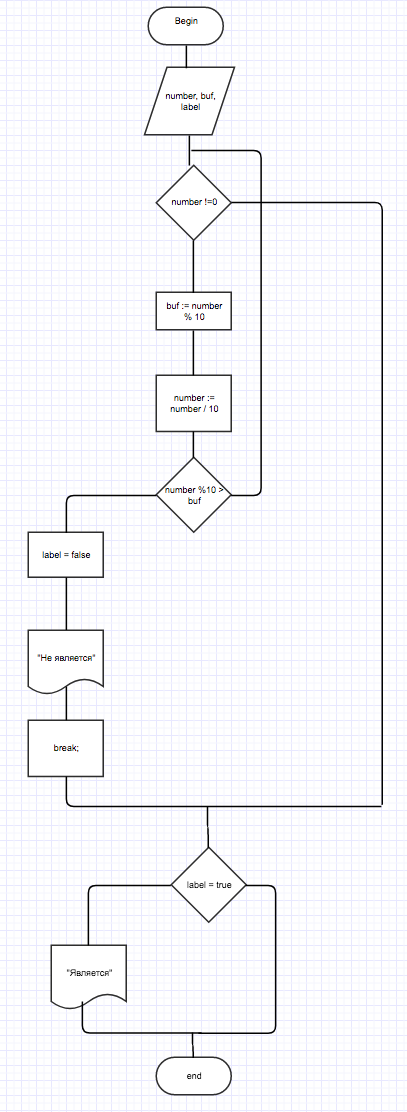 Begin
number, buf,
label
number !=0
buf := number
% 10
number :=
number / 10
number %10 >
buf
label = false
"Не является"
break;
label = true
"Является"
end